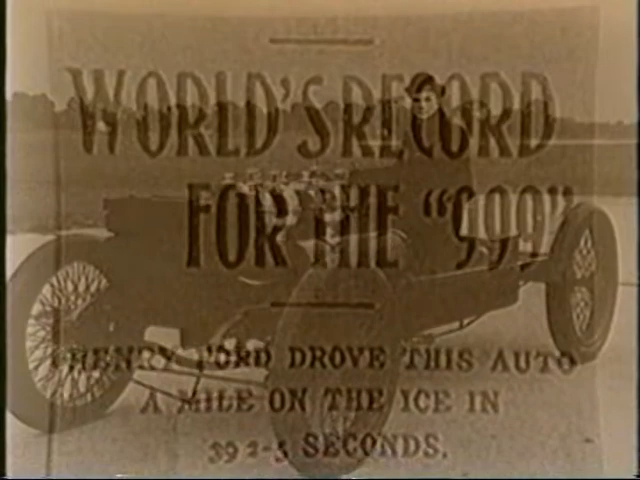 WORLD'S RECORD
FOR THE "999"
HENRY FORD DROVE THIS AUTO
A MILE ON THE ICE IN
39 2-5 SECONDS.